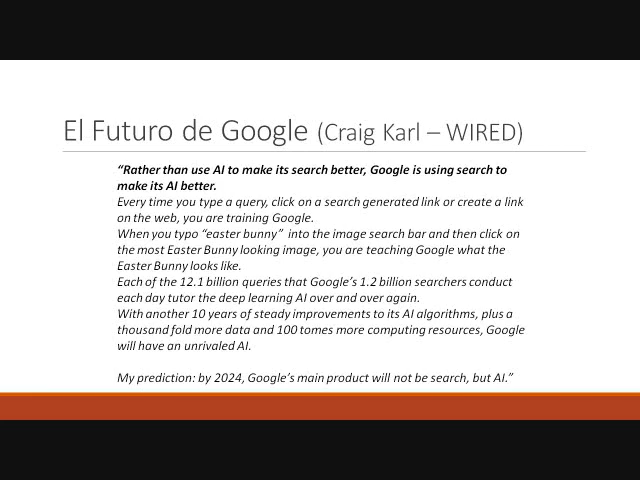 El Futuro de Google (Craig Karl – WIRED)
“Rather than use AI to make its search better, Google is using search to
make its AI better.
Every time you type a query, click on a search generated link or create a link
on the web, you are training Google.
When you typo “easter bunny” into the image search bar and then click on
the most Easter Bunny looking image, you are teaching Google what the
Easter Bunny looks like.
Each of the 12.1 billion queries that Google’s 1.2 billion searchers conduct
each day tutor the deep learning AI over and over again.
With another 10 years of steady improvements to its AI algorithms, plus a
thousand fold more data and 100 tomes more computing resources, Google
will have an unrivaled AI.
My prediction: by 2024, Google’s main product will not be search, but AI.”